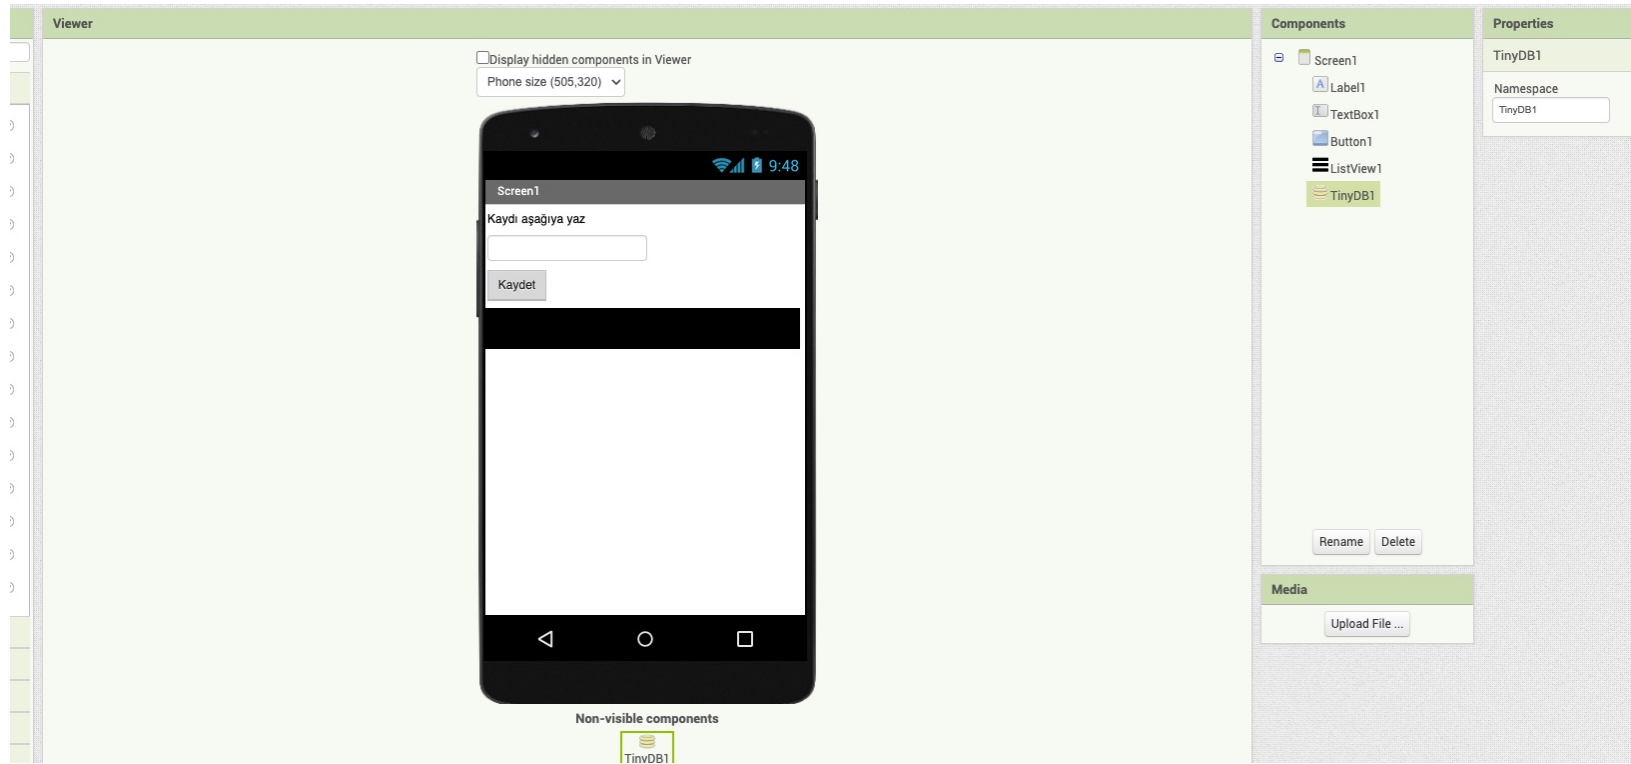 Viewer
Display hidden components in Viewer
Phone size (505,320)
9:48
Screen1
Kaydı aşağıya yaz
Kaydet
Non-visible components
TinyDB1
Components
Screen1
Label1
TextBox1
Button1
ListView1
TinyDB1
Rename Delete
Media
Upload File ...
Properties
TinyDB1
Namespace
TinyDB1